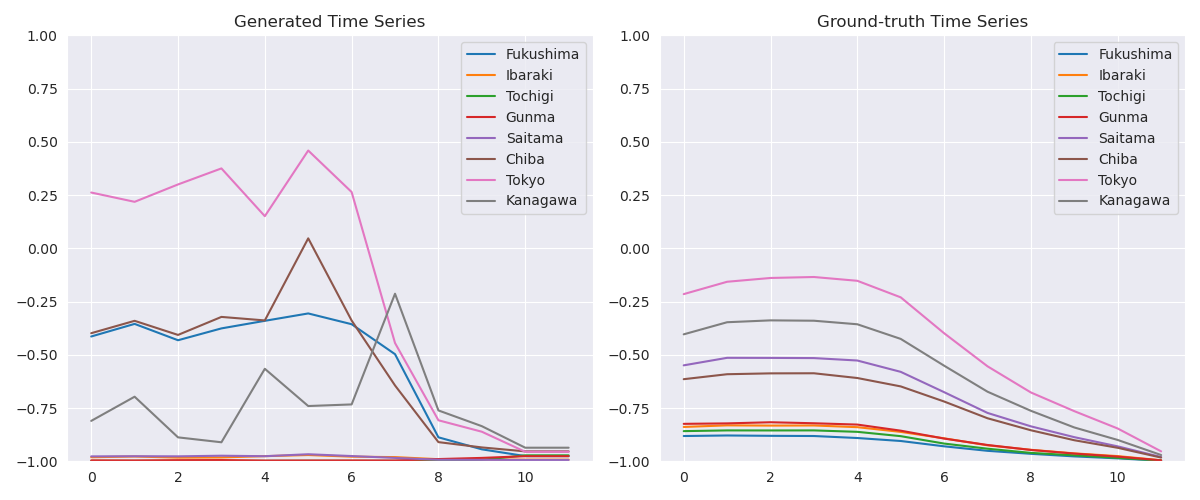 Generated Time Series
1.00
0.75
0.50
0.25
0.00
−0.25
−0.50
−0.75
−1.00
0 2 4 6 8 10
Fukushima
Ibaraki
Tochigi
Gunma
Saitama
Chiba
Tokyo
Kanagawa
Ground-truth Time Series
1.00
0.75
0.50
0.25
0.00
−0.25
−0.50
−0.75
−1.00
0 2 4 6 8 10
Fukushima
Ibaraki
Tochigi
Gunma
Saitama
Chiba
Tokyo
Kanagawa